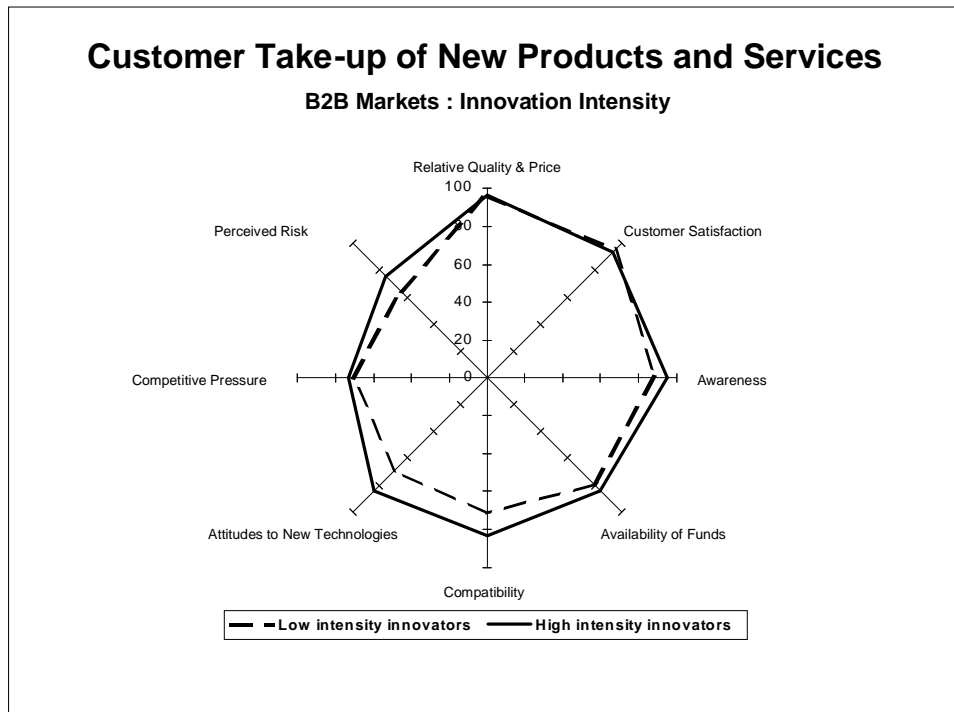 Customer Take-up of New Products and Services
B2B Markets : Innovation Intensity
Relative Quality & Price
100
Perceived Risk
Customer Satisfaction
80
60
40
20
0
Competitive Pressure
Awareness
Attitudes to New Technologies
Availability of Funds
Compatibility
Low intensity innovators
High intensity innovators